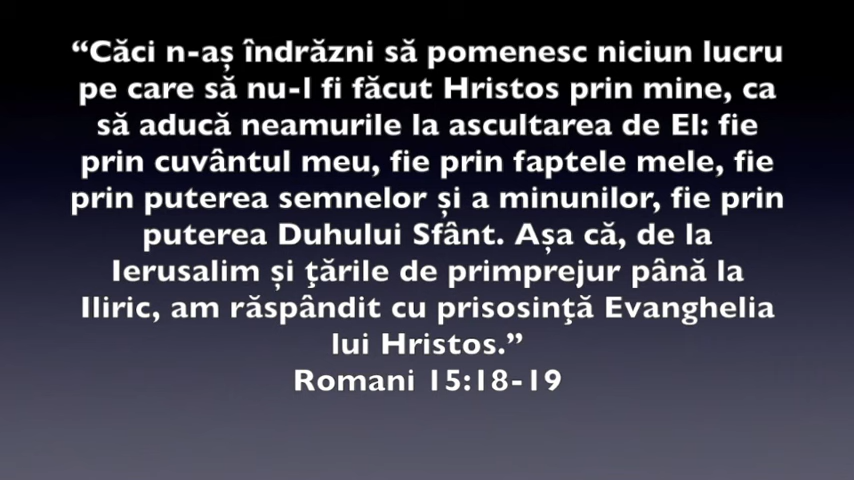 “Căci n-aș îndrăzni să pomenesc niciun lucru
pe care să nu-l fi făcut Hristos prin mine, ca
să aducă neamurile la ascultarea de El: fie
prin cuvântul meu, fie prin faptele mele, fie
prin puterea semnelor și a minunilor, fie prin
puterea Duhului Sfânt. Așa că, de la
Ierusalim și ţările de primprejur până la
Iliric, am răspândit cu prisosinţă Evanghelia
lui Hristos.”
Romani 15:18-19